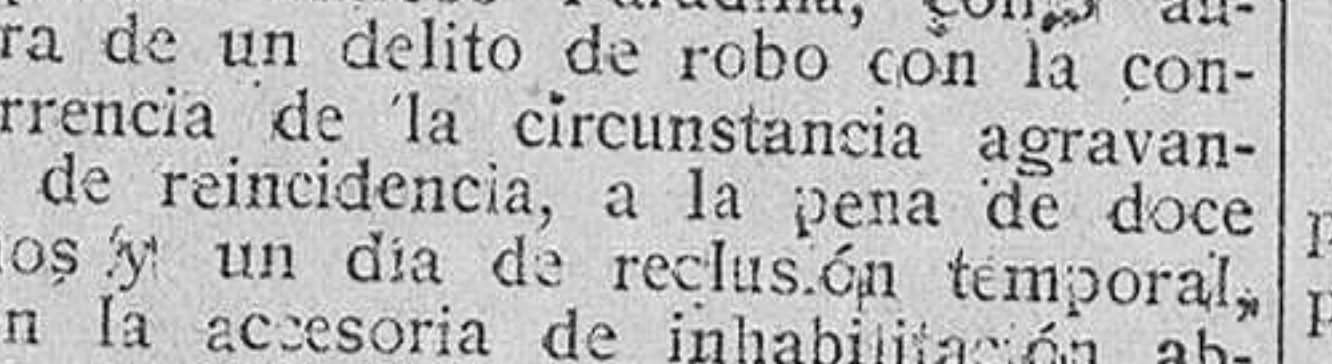 ra de un delito de robo con la con-
rrencia de la circunstancia agravan-
de reincidencia, a la pena de doce
os y un día de reclusión temporal,
n la accesoria de inhabilitación ab-